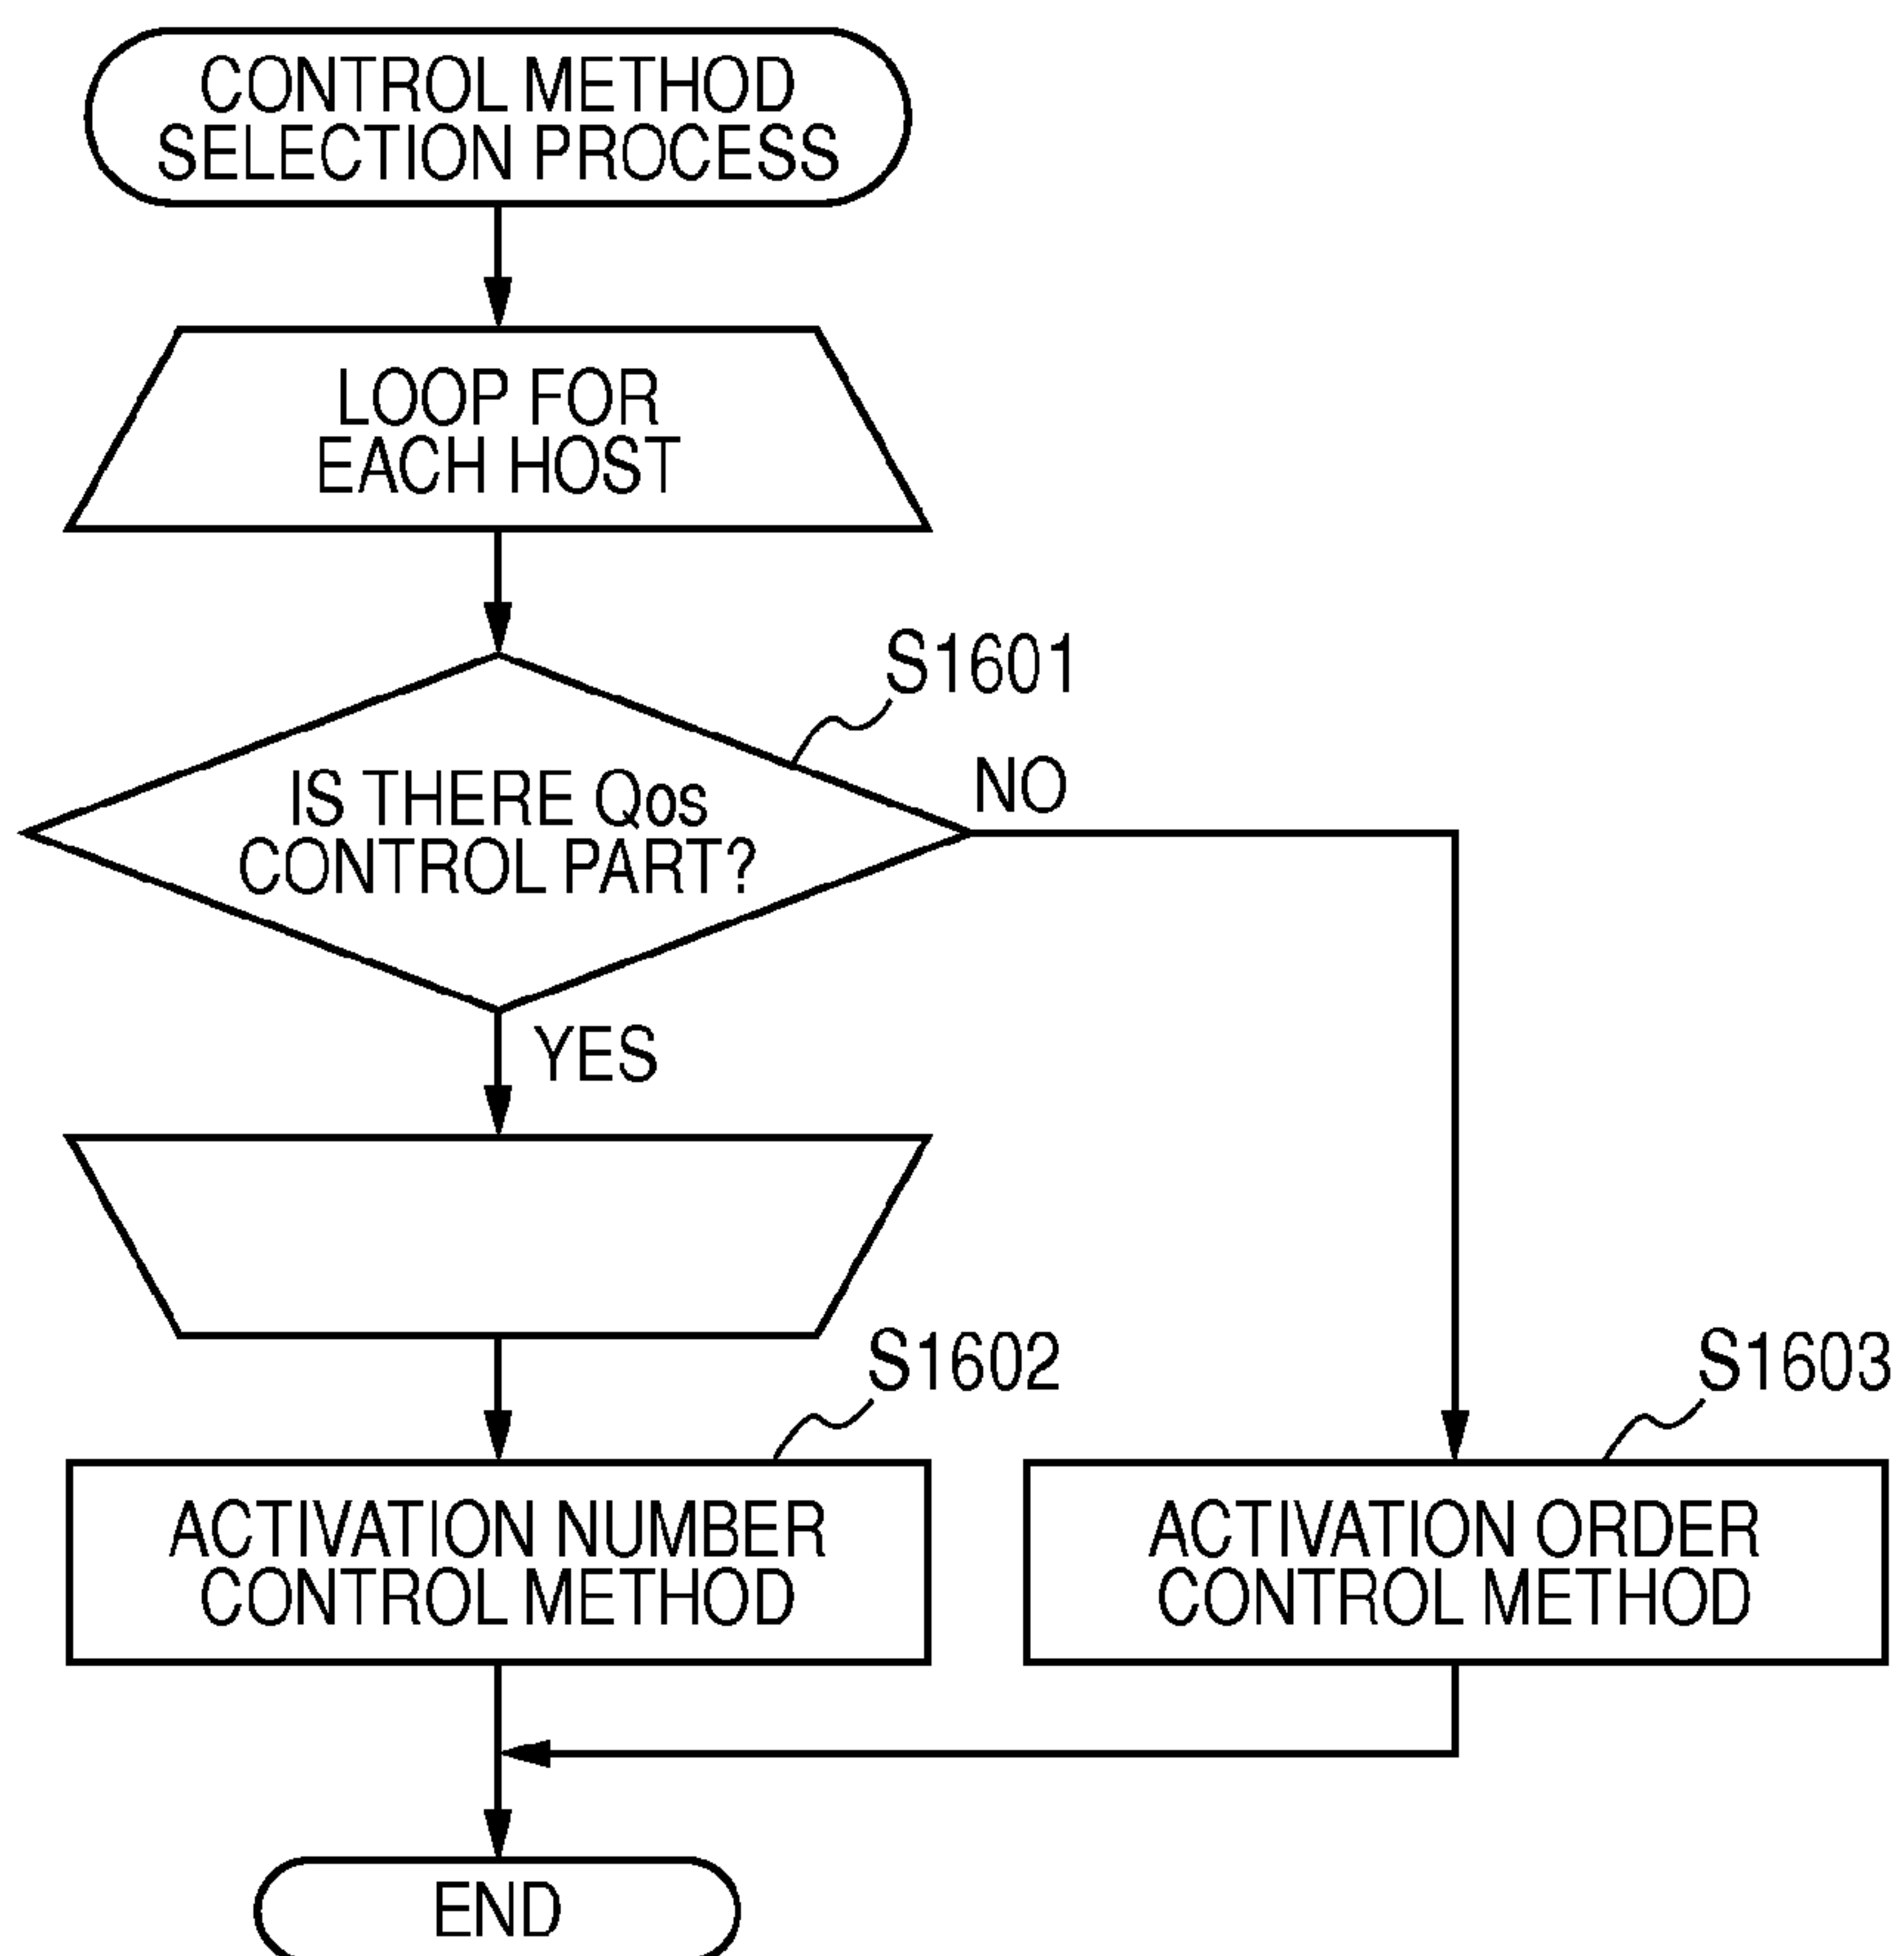 CONTROL METHOD
SELECTION PROCESS
LOOP FOR
EACH HOST
S1601
IS THERE Qos
CONTROL PART?
NO
YES
S1602
S1603
ACTIVATION NUMBER
CONTROL METHOD
ACTIVATION ORDER
CONTROL METHOD
END